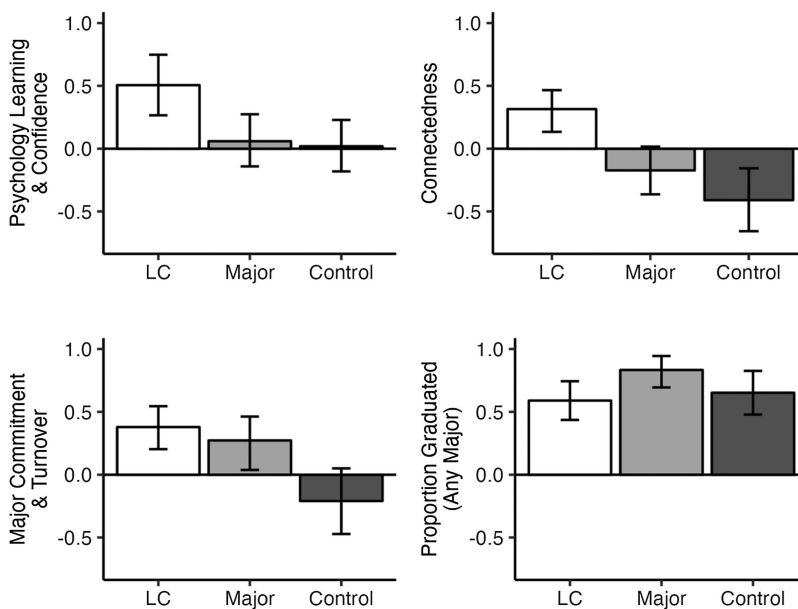 Psychology Learning
& Confidence
1.0
0.5
0.0
-0.5
LC Major Control
Connectedness
1.0
0.5
0.0
-0.5
LC Major Control
Major Commitment
& Turnover
1.0
0.5
0.0
-0.5
LC Major Control
Proportion Graduated
(Any Major)
1.0
0.5
0.0
-0.5
LC Major Control